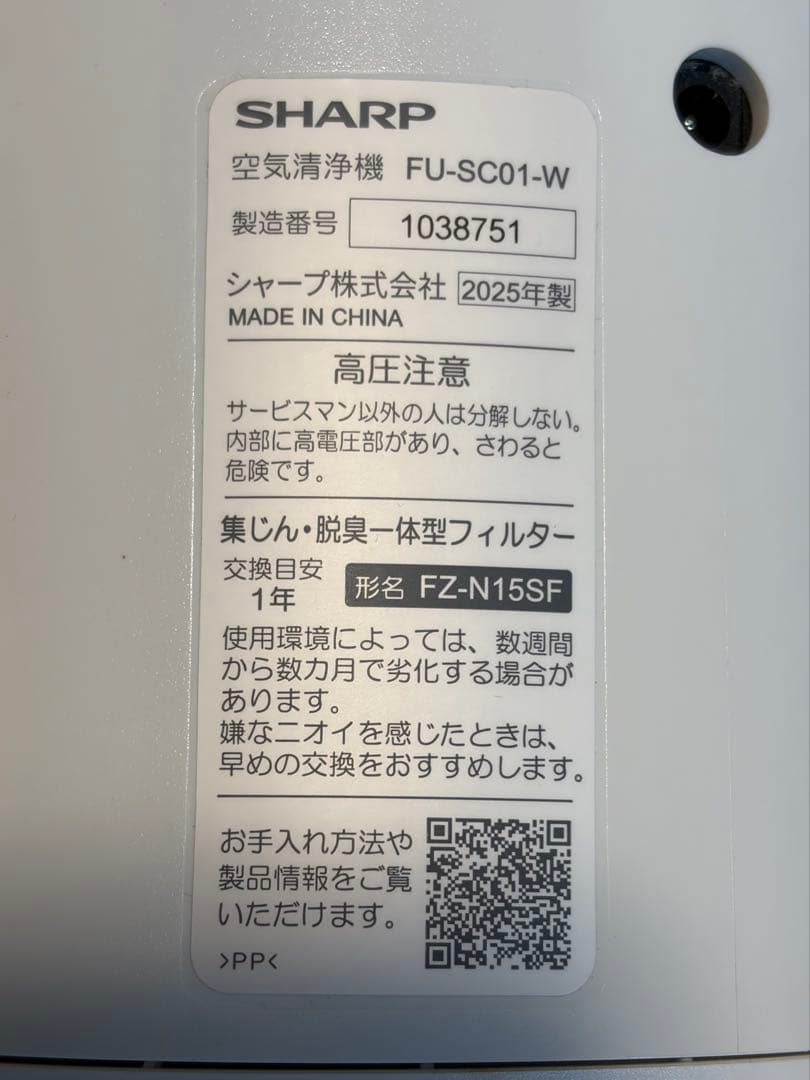 SHARP
空気清浄機 FU-SC01-W
製造番号 1038751
シャープ株式会社 2025年製
MADE IN CHINA
高圧注意
サービスマン以外の人は分解しない。
内部に高電圧部があり、さわると
危険です。
集じん・脱臭一体型フィルター
交換目安
1年
形名 FZ-N15SF
使用環境によっては、数週間
から数カ月で劣化する場合が
あります。
嫌なニオイを感じたときは、
早めの交換をおすすめします。
お手入れ方法や
製品情報をご覧
いただけます。
>PP<